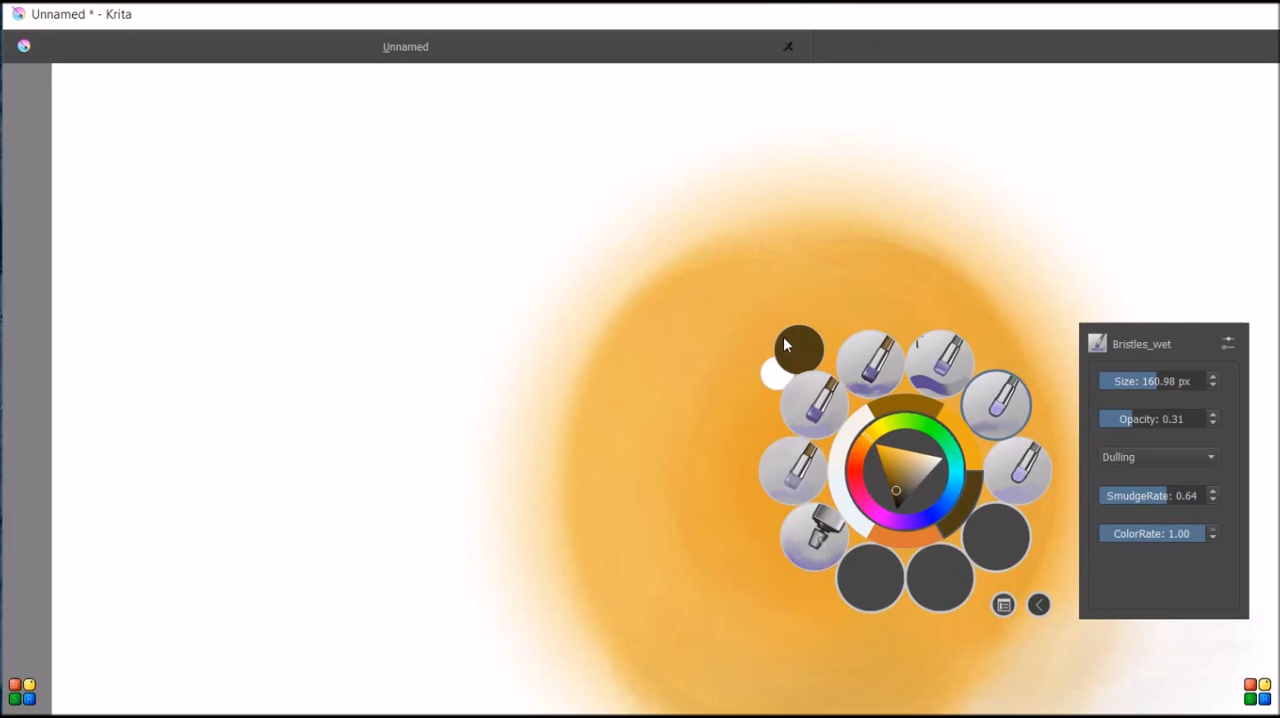 Unnamed * - Krita
Unnamed
Bristles_wet
Size: 160.98 px
Opacity: 0.31
Dulling
SmudgeRate: 0.64
ColorRate: 1.00